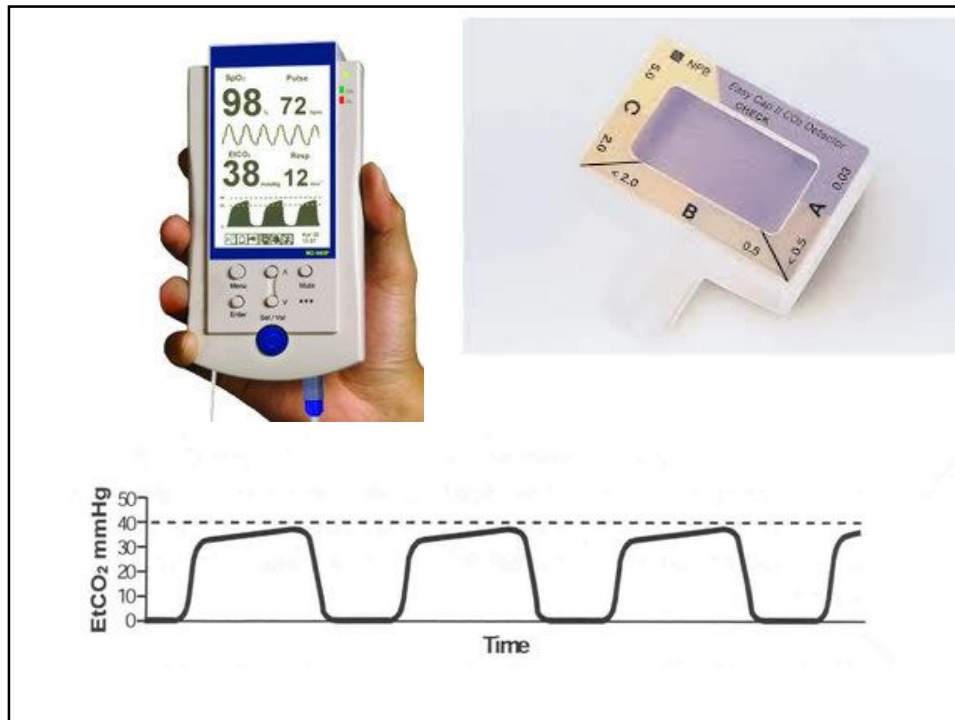 SpO₂ Pulse
98 % 72 bpm
EtCO₂ Resp
38 mmHg 12
Menu Λ Mute
Enter V
Sel / Val
NPB
Easy Cap II CO₂ Detector
CHECK
5.0
C
2.0
< 2.0
B
0.5
< 0.5
A
0.03
EtCO₂ mmHg
50
40
30
20
10
0
Time